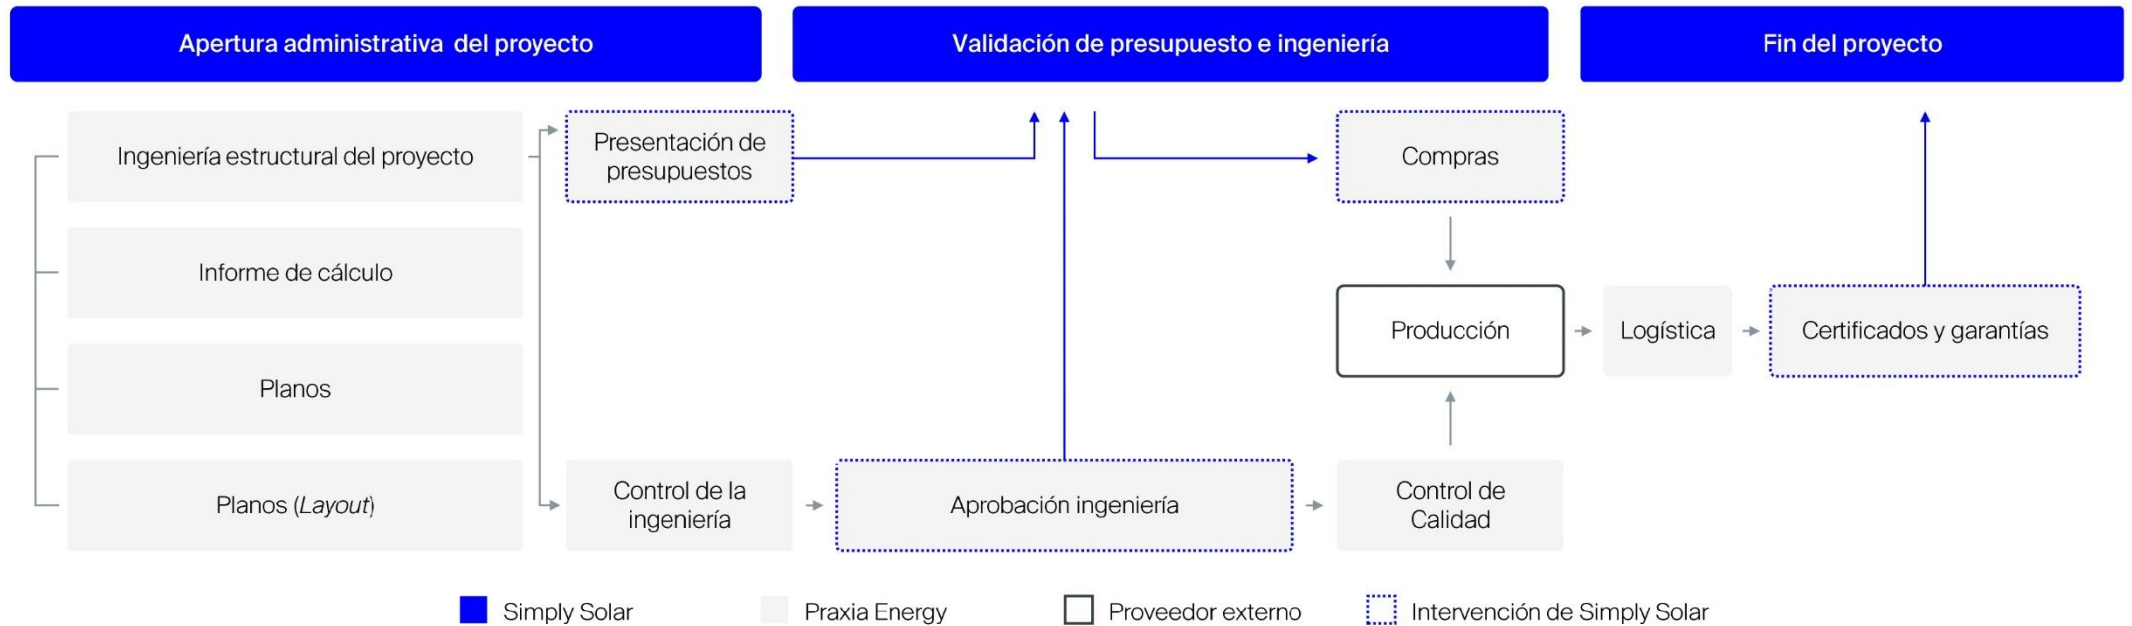 Apertura administrativa del proyecto
Validación de presupuesto e ingeniería
Fin del proyecto
Ingeniería estructural del proyecto
Presentación de
presupuestos
Compras
Informe de cálculo
Producción
Logística
Certificados y garantías
Planos
Planos (Layout)
Control de la
ingeniería
Aprobación ingeniería
Control de
Calidad
Simply Solar
Praxia Energy
Proveedor externo
Intervención de Simply Solar